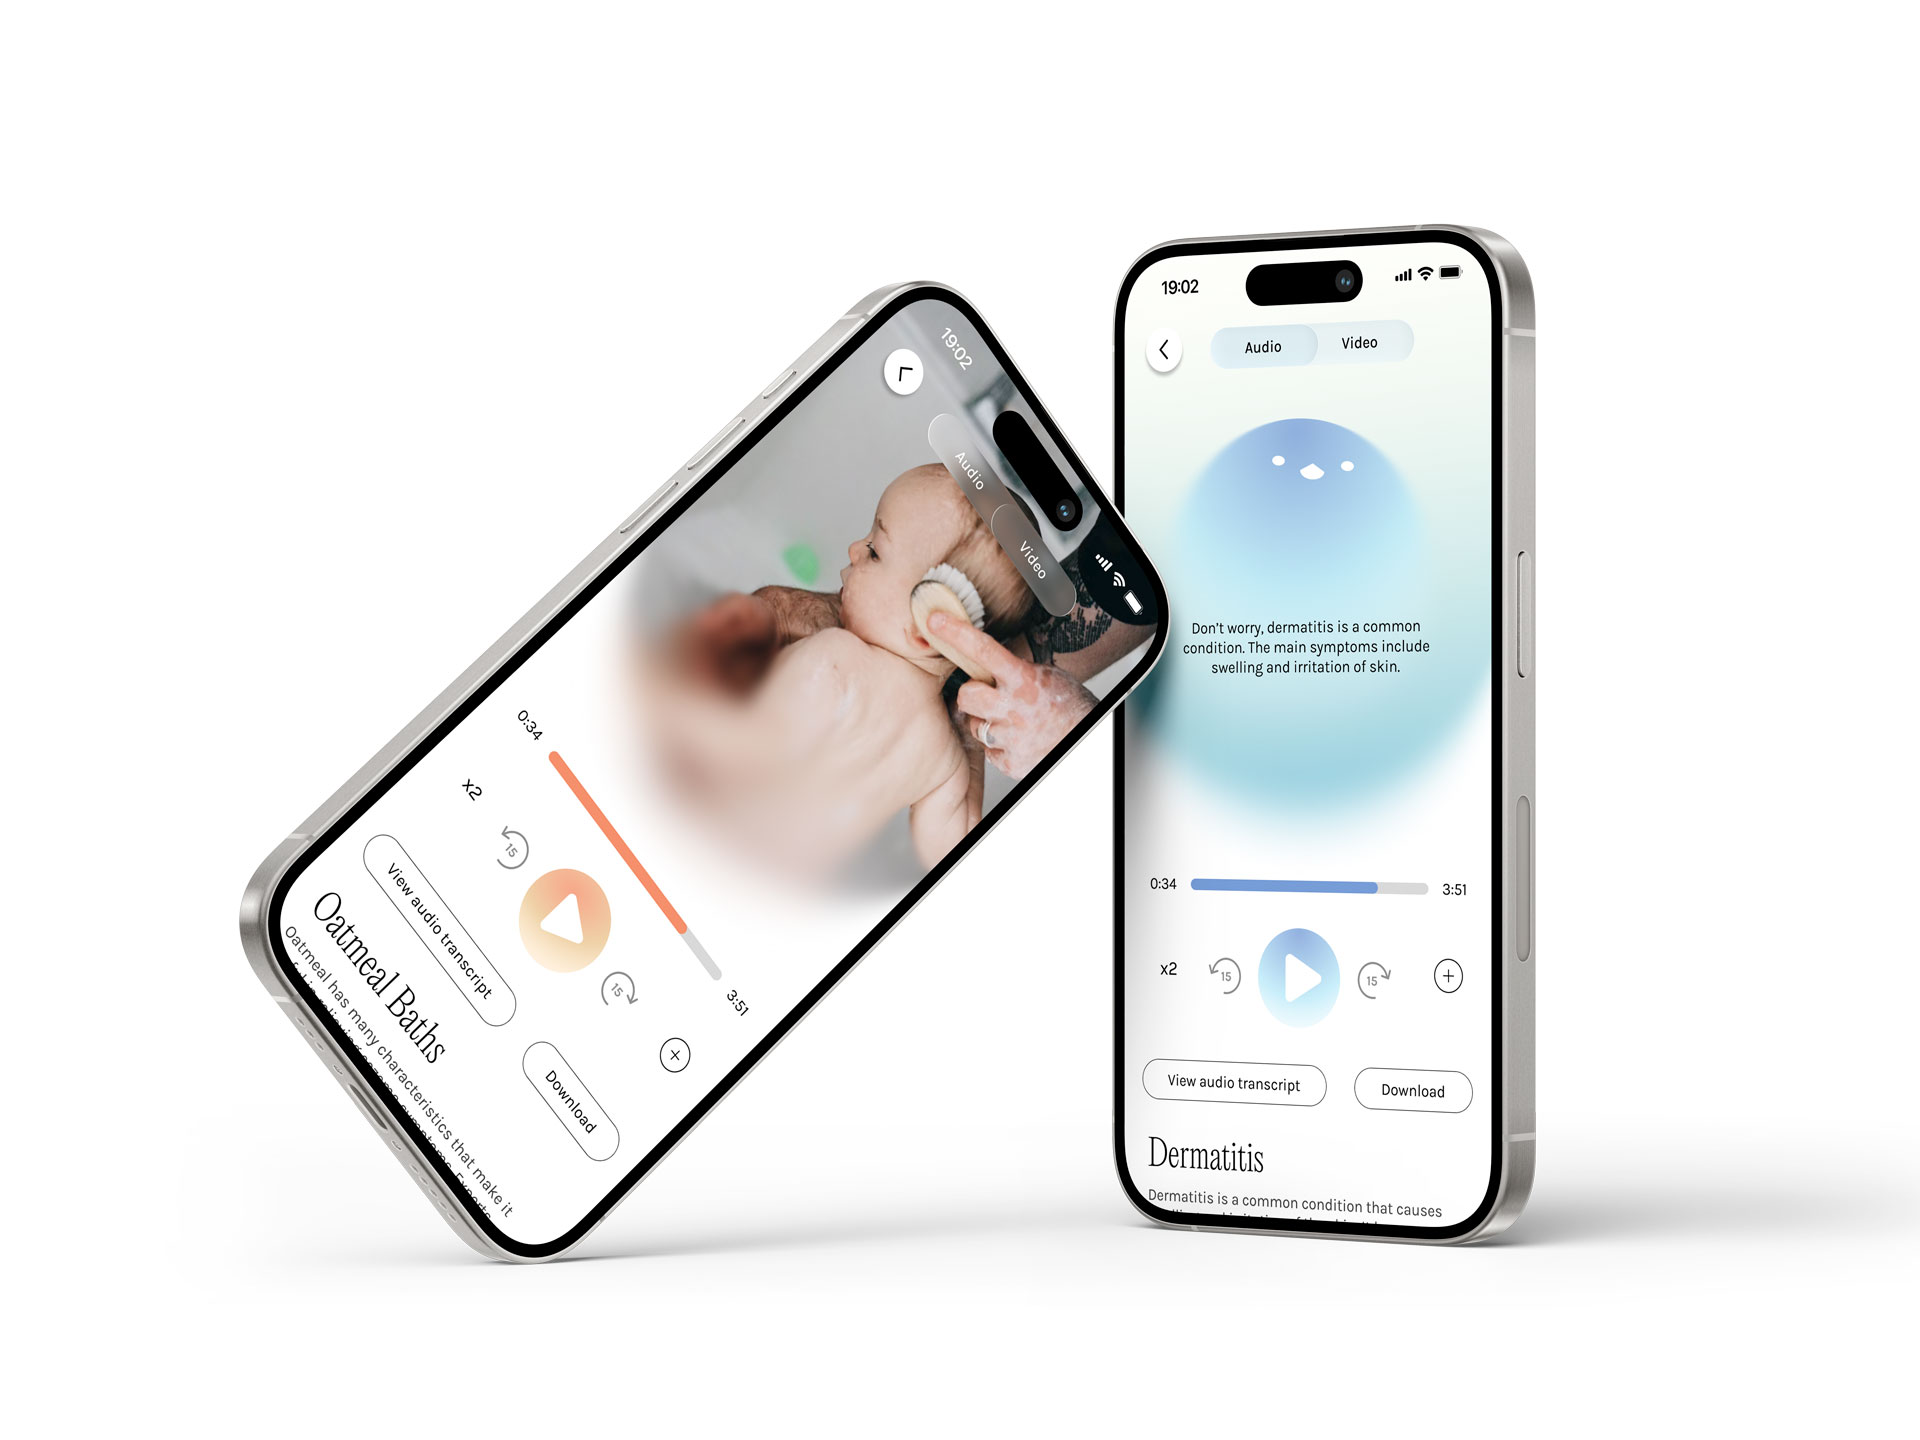 19:02
Audio
Video
0:34
3:51
x2
15
15
View audio transcript
Download
Oatmeal Baths
Oatmeal has many characteristics that make it
symptoms. Experts
19:02
Audio
Video
Don't worry, dermatitis is a common
condition. The main symptoms include
swelling and irritation of skin.
0:34
3:51
x2
15
15
View audio transcript
Download
Dermatitis
Dermatitis is a common condition that causes